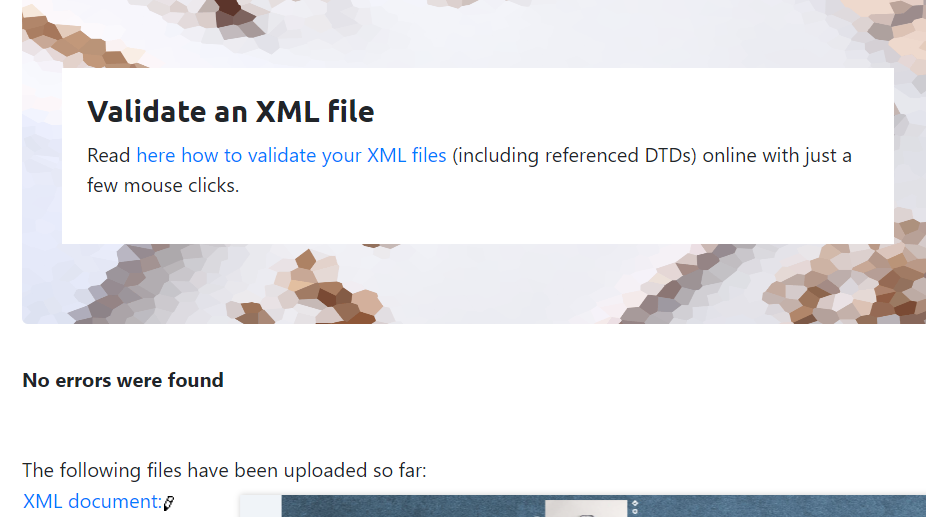 Validate an XML file
Read here how to validate your XML files (including referenced DTDs) online with just a
few mouse clicks.
No errors were found
The following files have been uploaded so far:
XML document: